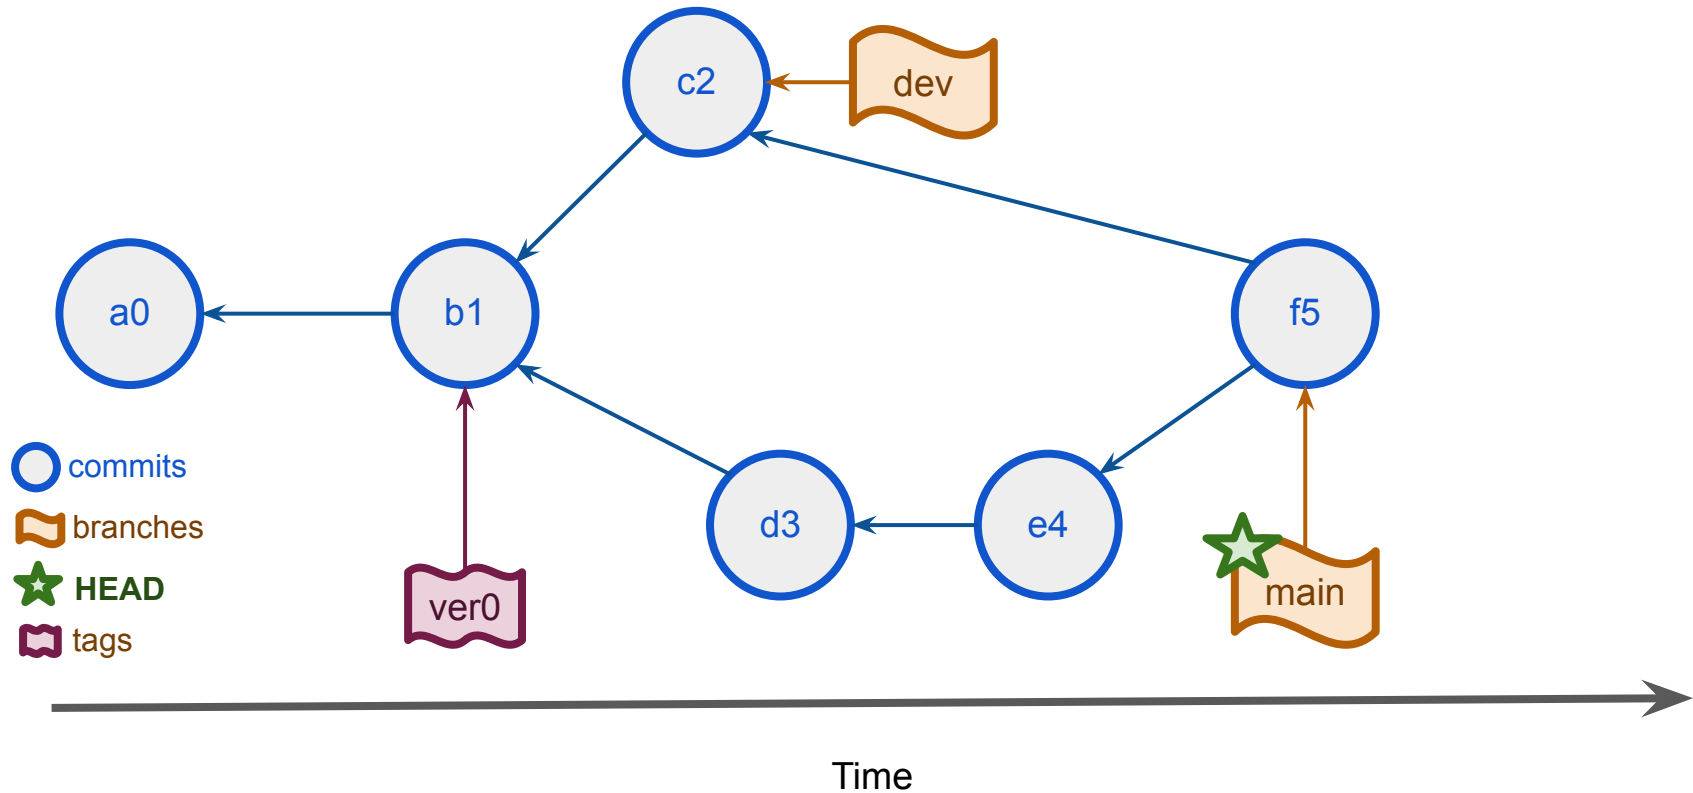 c2
dev
a0
b1
f5
commits
branches
HEAD
tags
ver0
d3
e4
main
Time